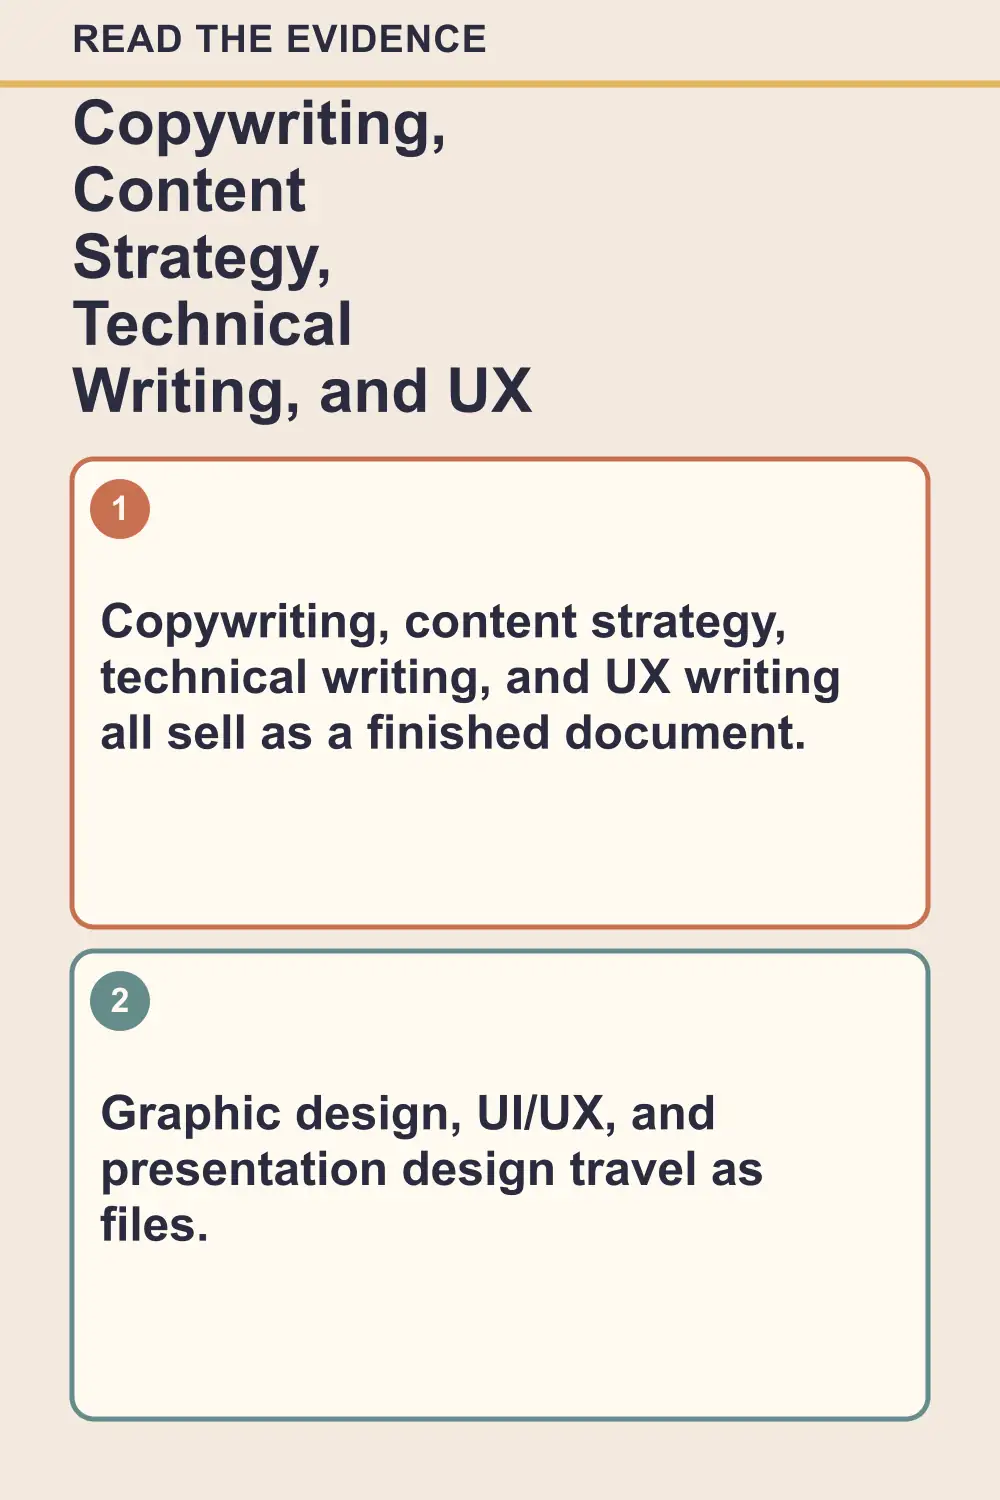 READ THE EVIDENCE
Copywriting,
Content
Strategy,
Technical
Writing, and UX
1
Copywriting, content strategy,
technical writing, and UX writing
all sell as a finished document.
2
Graphic design, UI/UX, and
presentation design travel as
files.